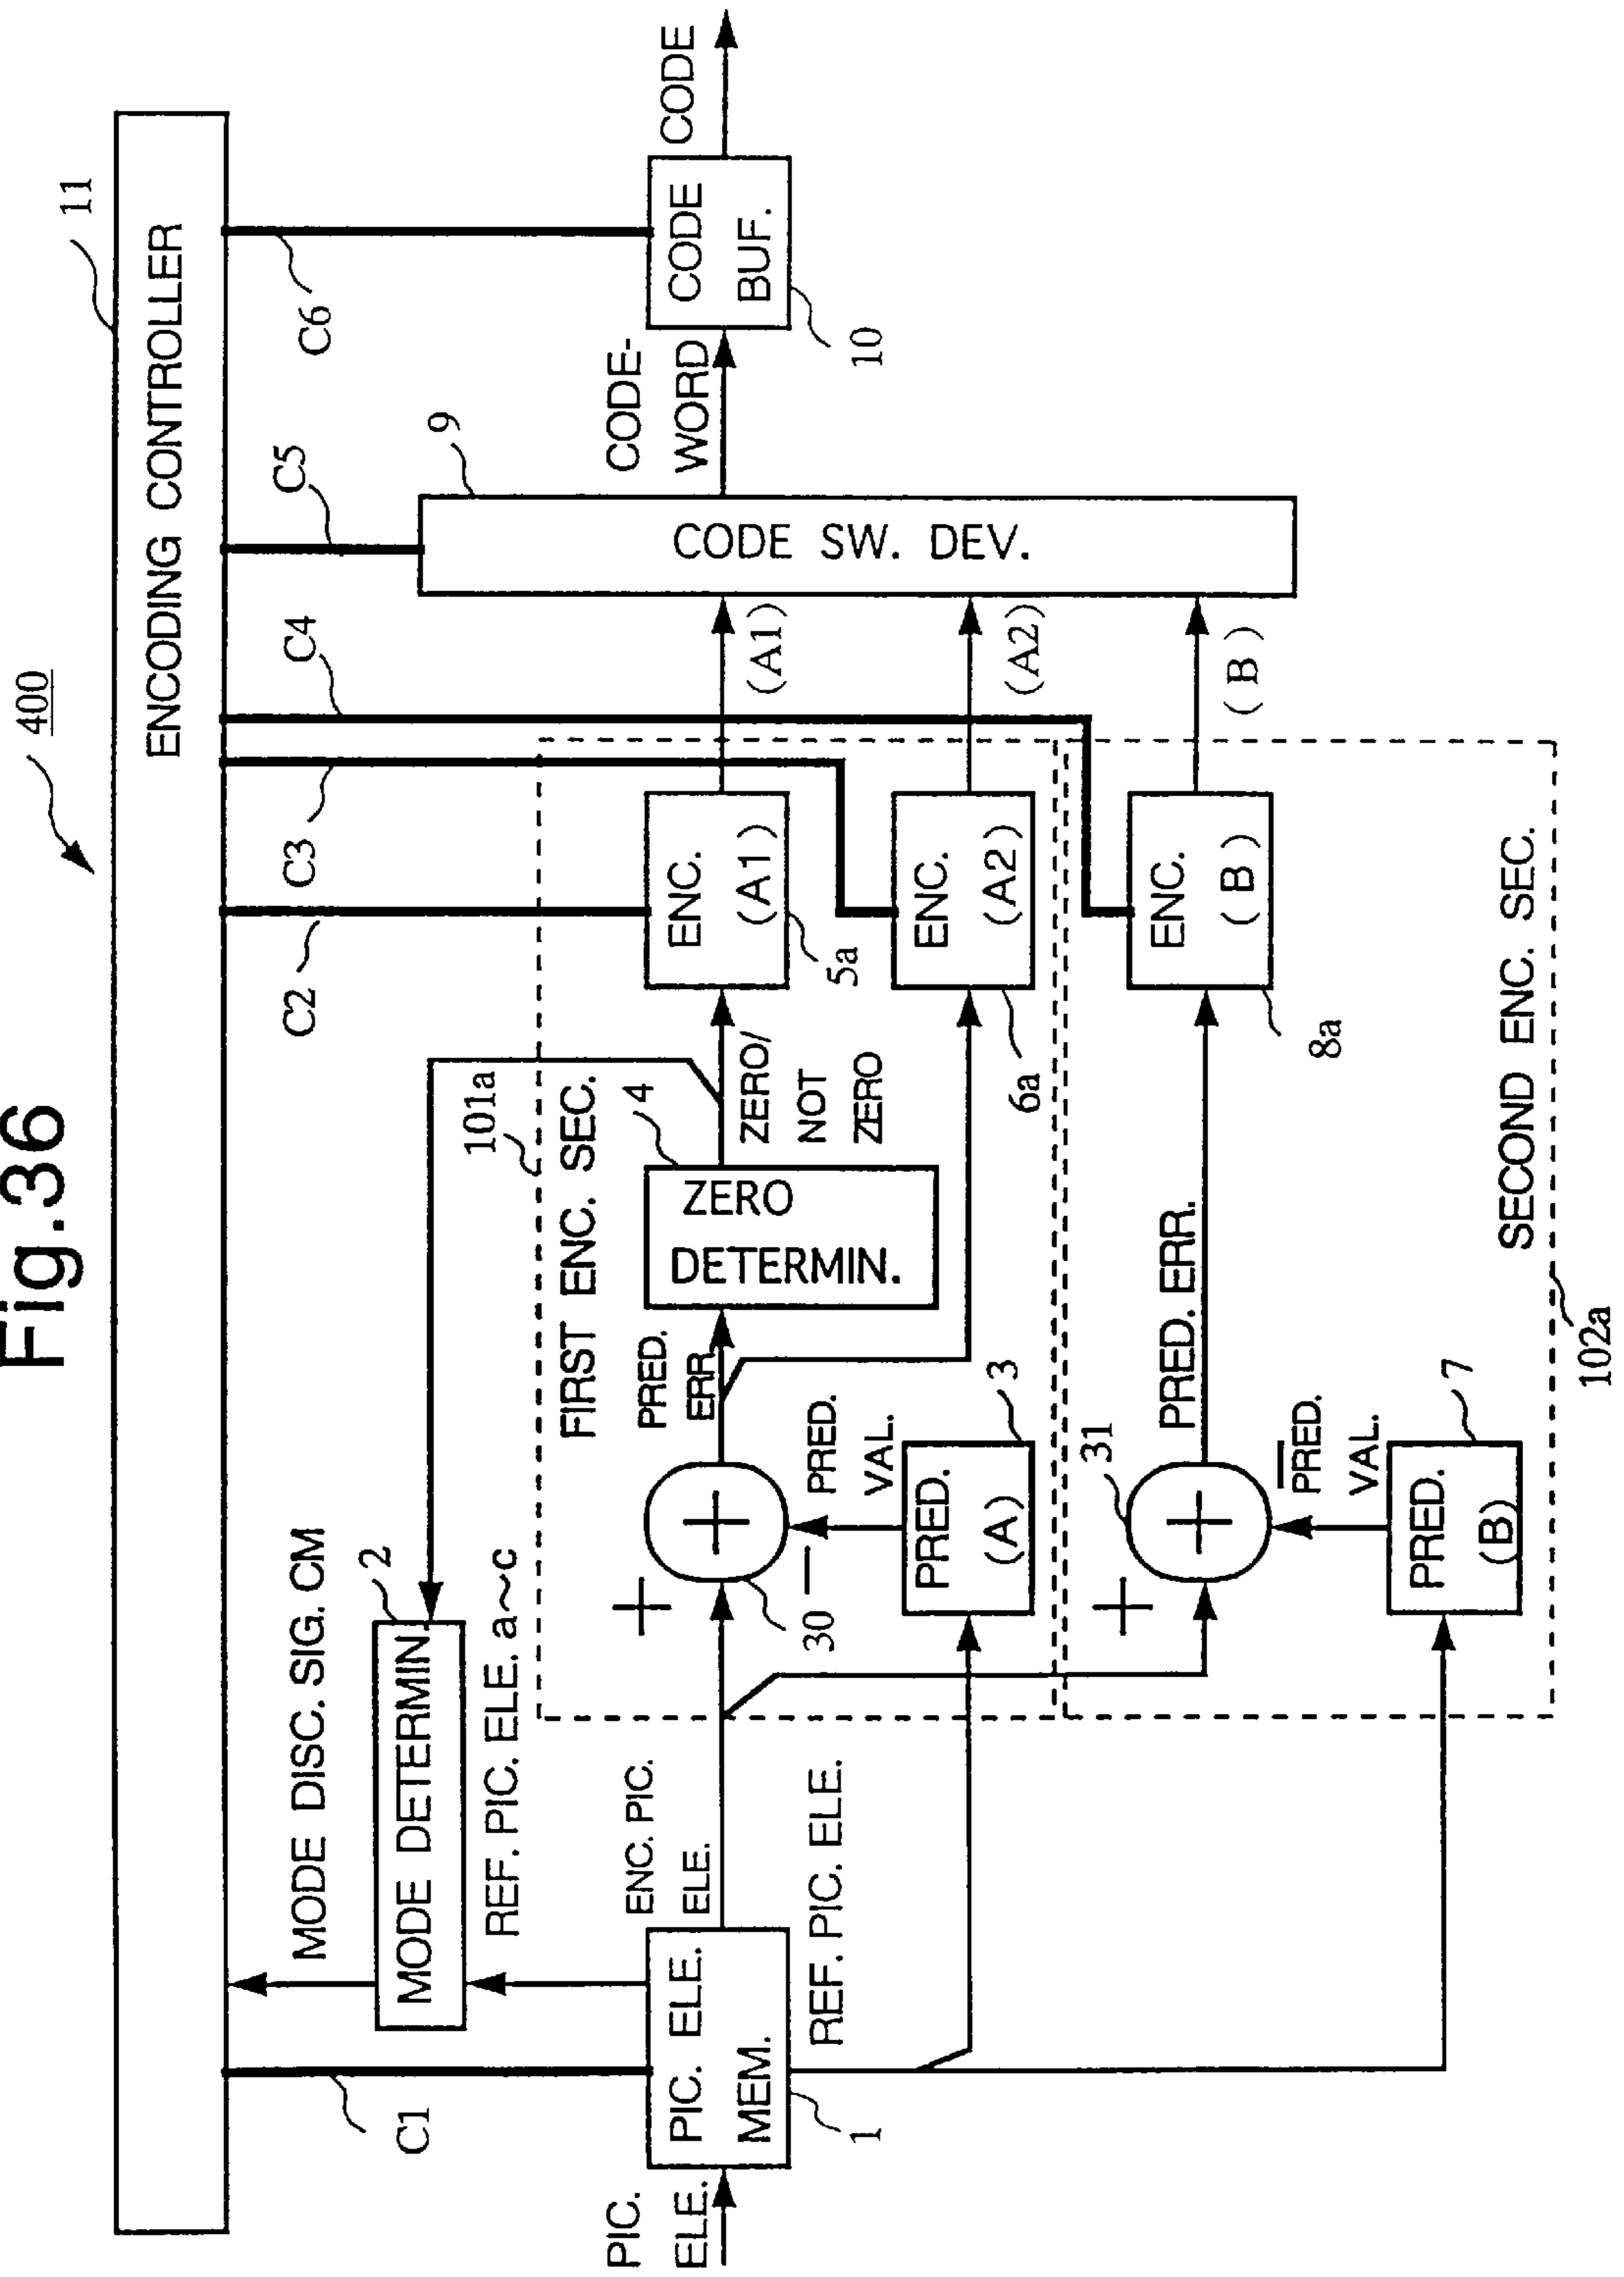 Fig.36
400
11
ENCODING CONTROLLER
C1
C2
C3
C4
C5
C6
MODE DISC. SIG. CM
2
MODE DETERMIN.
REF. PIC. ELE. a~c
PIC.
ELE.
PIC. ELE.
MEM.
1
ENC. PIC.
ELE.
REF. PIC. ELE.
101a
FIRST ENC. SEC.
+
+
30
−
PRED.
VAL.
PRED.
(A)
3
PRED.
ERR.
4
ZERO
DETERMIN.
ZERO/
NOT
ZERO
ENC.
(A1)
5a
ENC.
(A2)
6a
(A1)
(A2)
(B)
9
CODE SW. DEV.
CODE-
WORD
CODE
BUF.
10
CODE
+
+
31
−
PRED.
VAL.
PRED.
(B)
7
PRED. ERR.
ENC.
(B)
8a
SECOND ENC. SEC.
102a